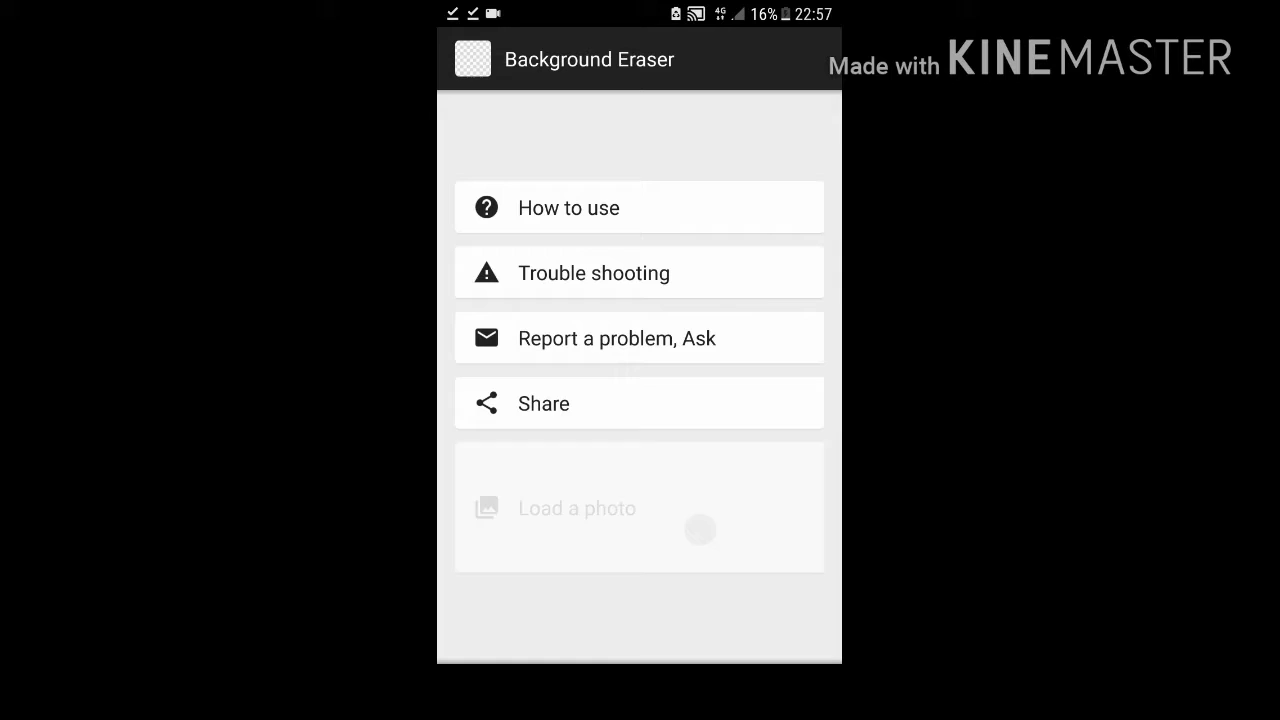 4G 16% 22:57
Background Eraser
Made with KINEMASTER
How to use
Trouble shooting
Report a problem, Ask
Share
Load a photo